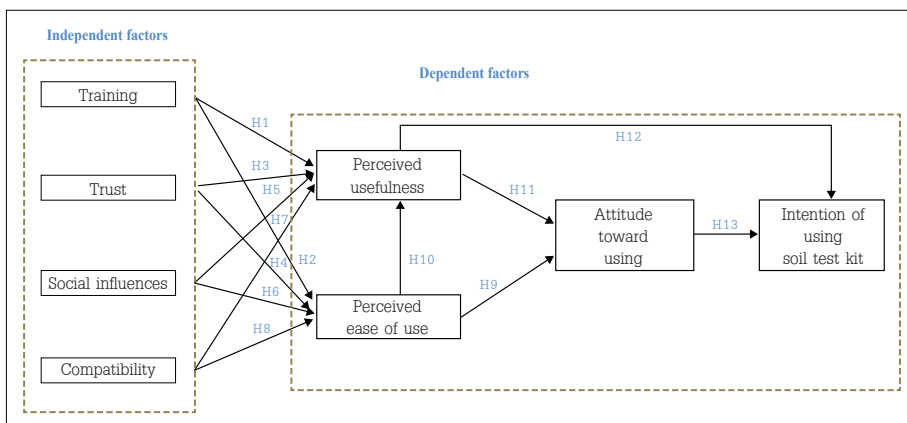 Independent factors
Dependent factors
Training
Trust
Social influences
Compatibility
H1
H3
H5
H7
H2
H4
H6
H8
Perceived
usefulness
H10
Perceived
ease of use
H12
H11
H9
Attitude
toward
using
H13
Intention of
using
soil test kit